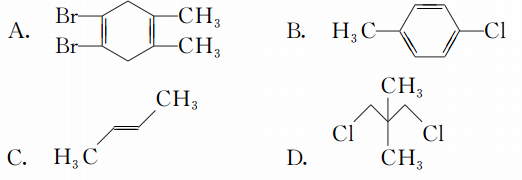 A. Br CH₃
Br CH₃
B. H₃C Cl
C. H₃C CH₃
D. Cl CH₃ Cl
CH₃